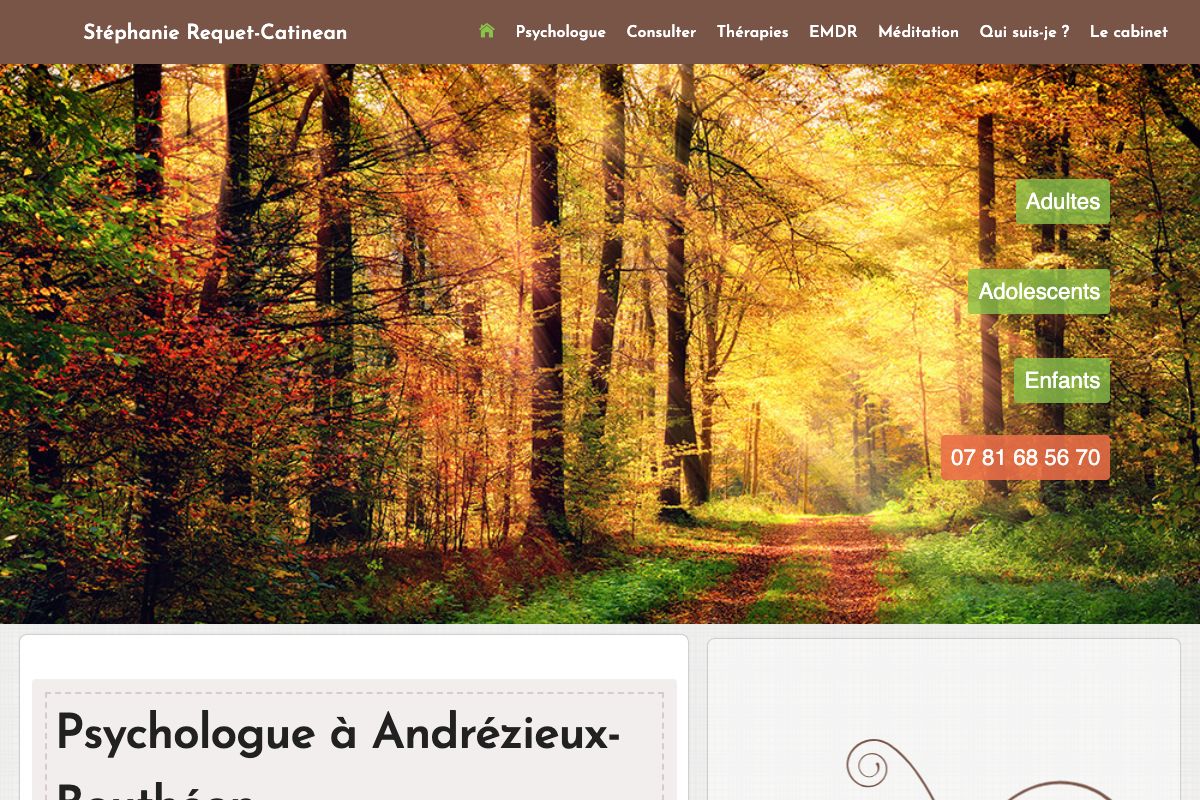 Stéphanie Requet-Catinean
Psychologue Consulter Thérapies EMDR Méditation Qui suis-je ? Le cabinet
Adultes
Adolescents
Enfants
07 81 68 56 70
Psychologue à Andrézieux-
Bouthéon